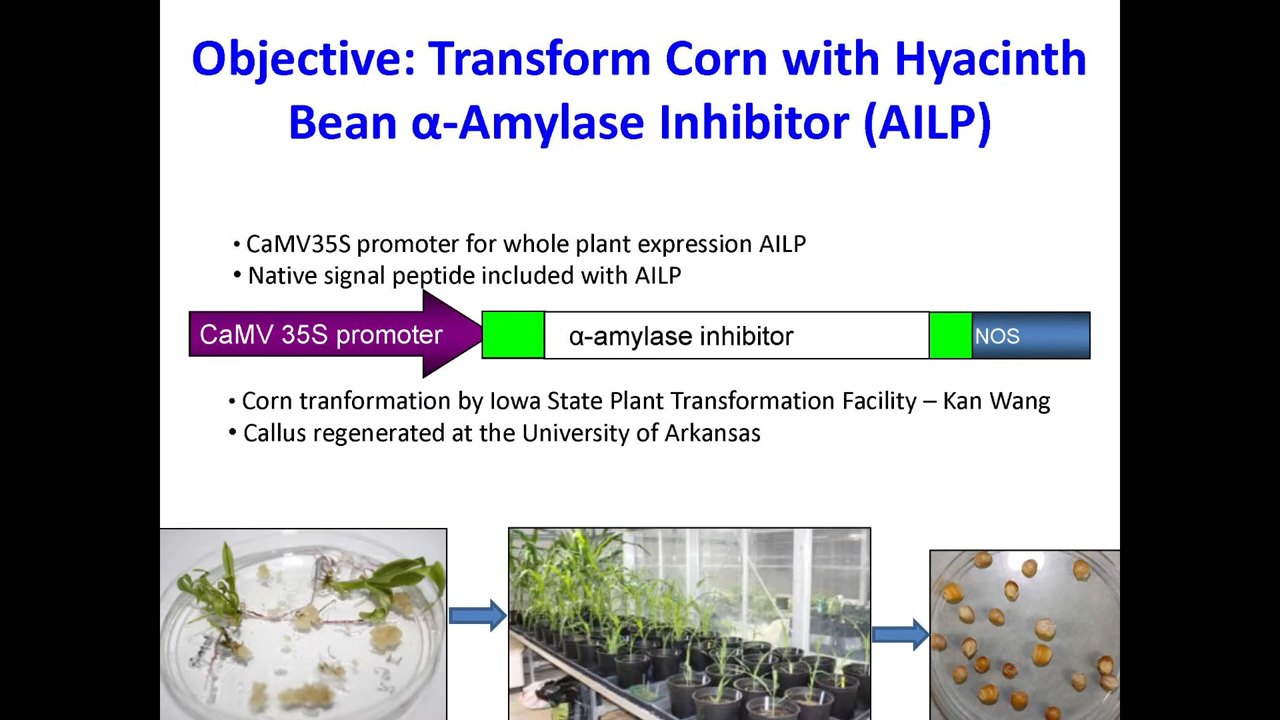 Objective: Transform Corn with Hyacinth
Bean α-Amylase Inhibitor (AILP)
• CaMV35S promoter for whole plant expression AILP
• Native signal peptide included with AILP
CaMV 35S promoter
α-amylase inhibitor
NOS
• Corn tranformation by Iowa State Plant Transformation Facility – Kan Wang
• Callus regenerated at the University of Arkansas